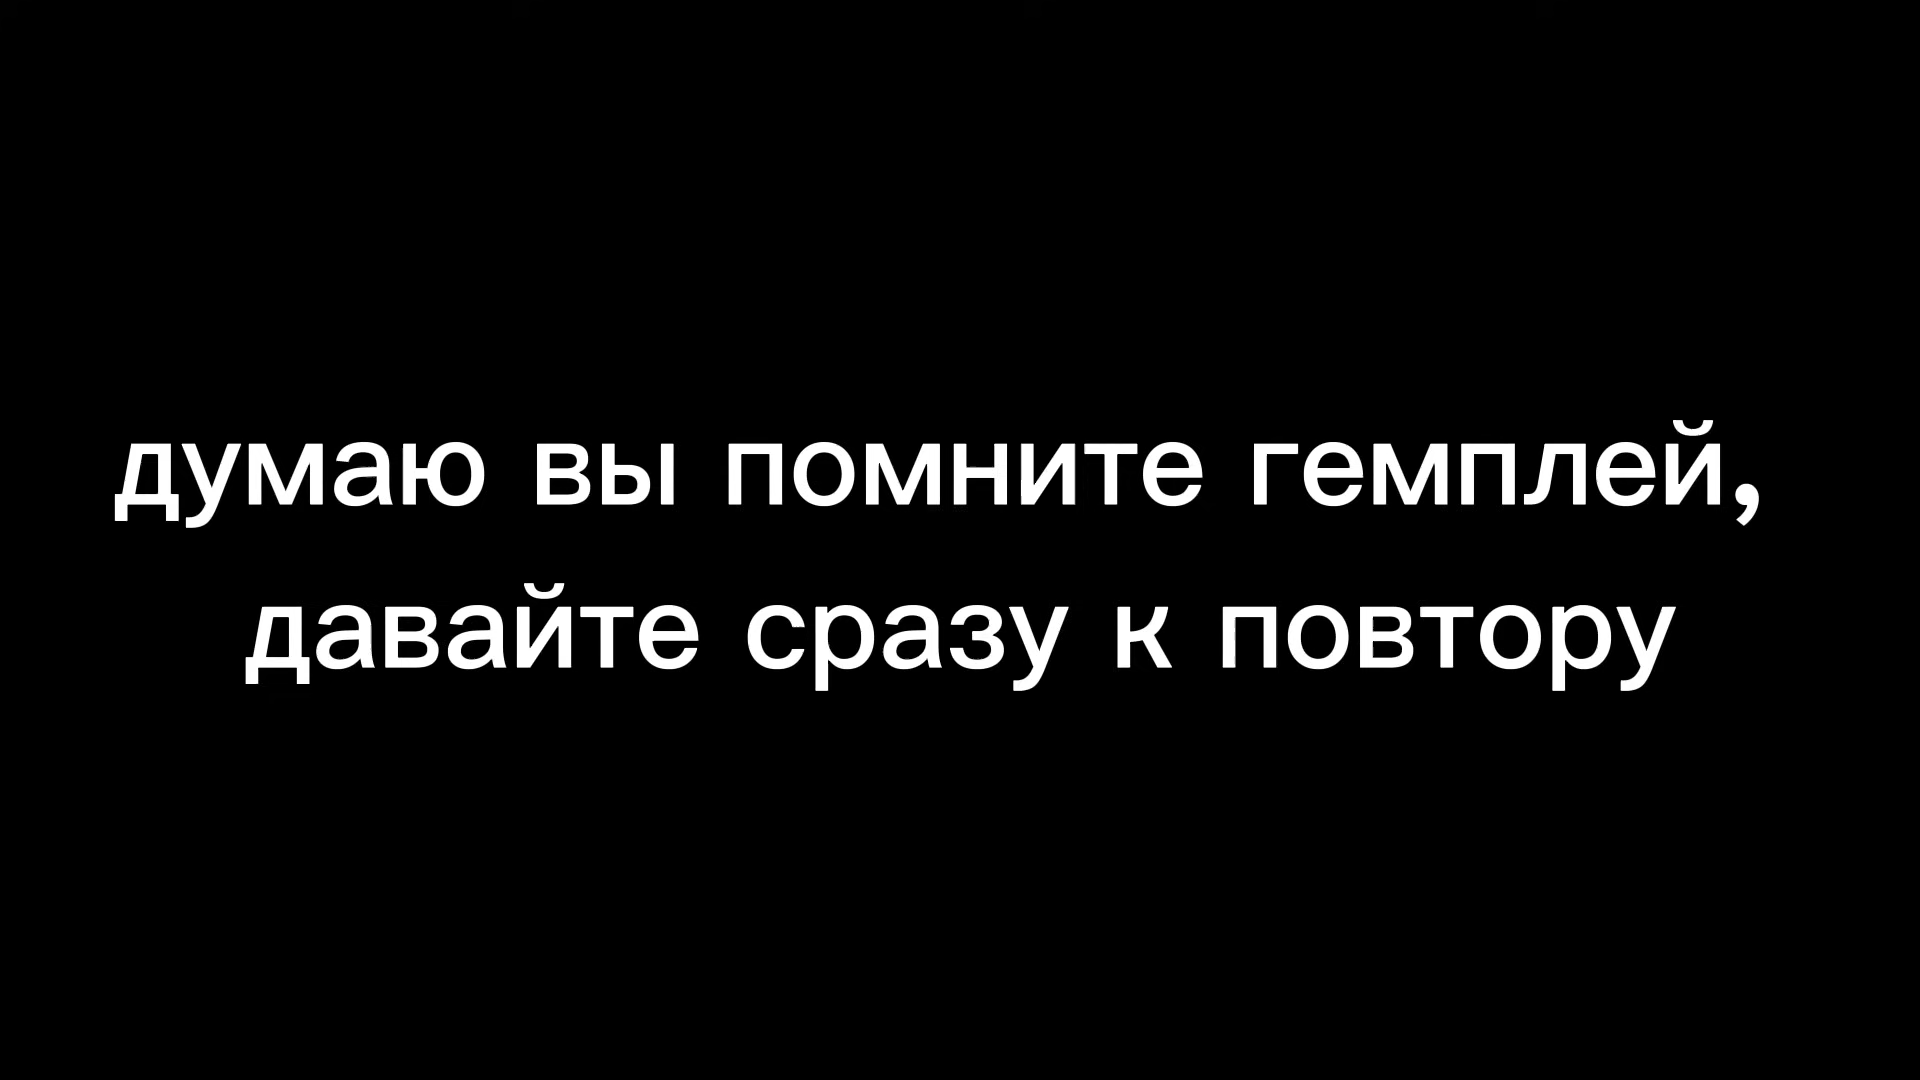 думаю вы помните гемплей,
давайте сразу к повтору